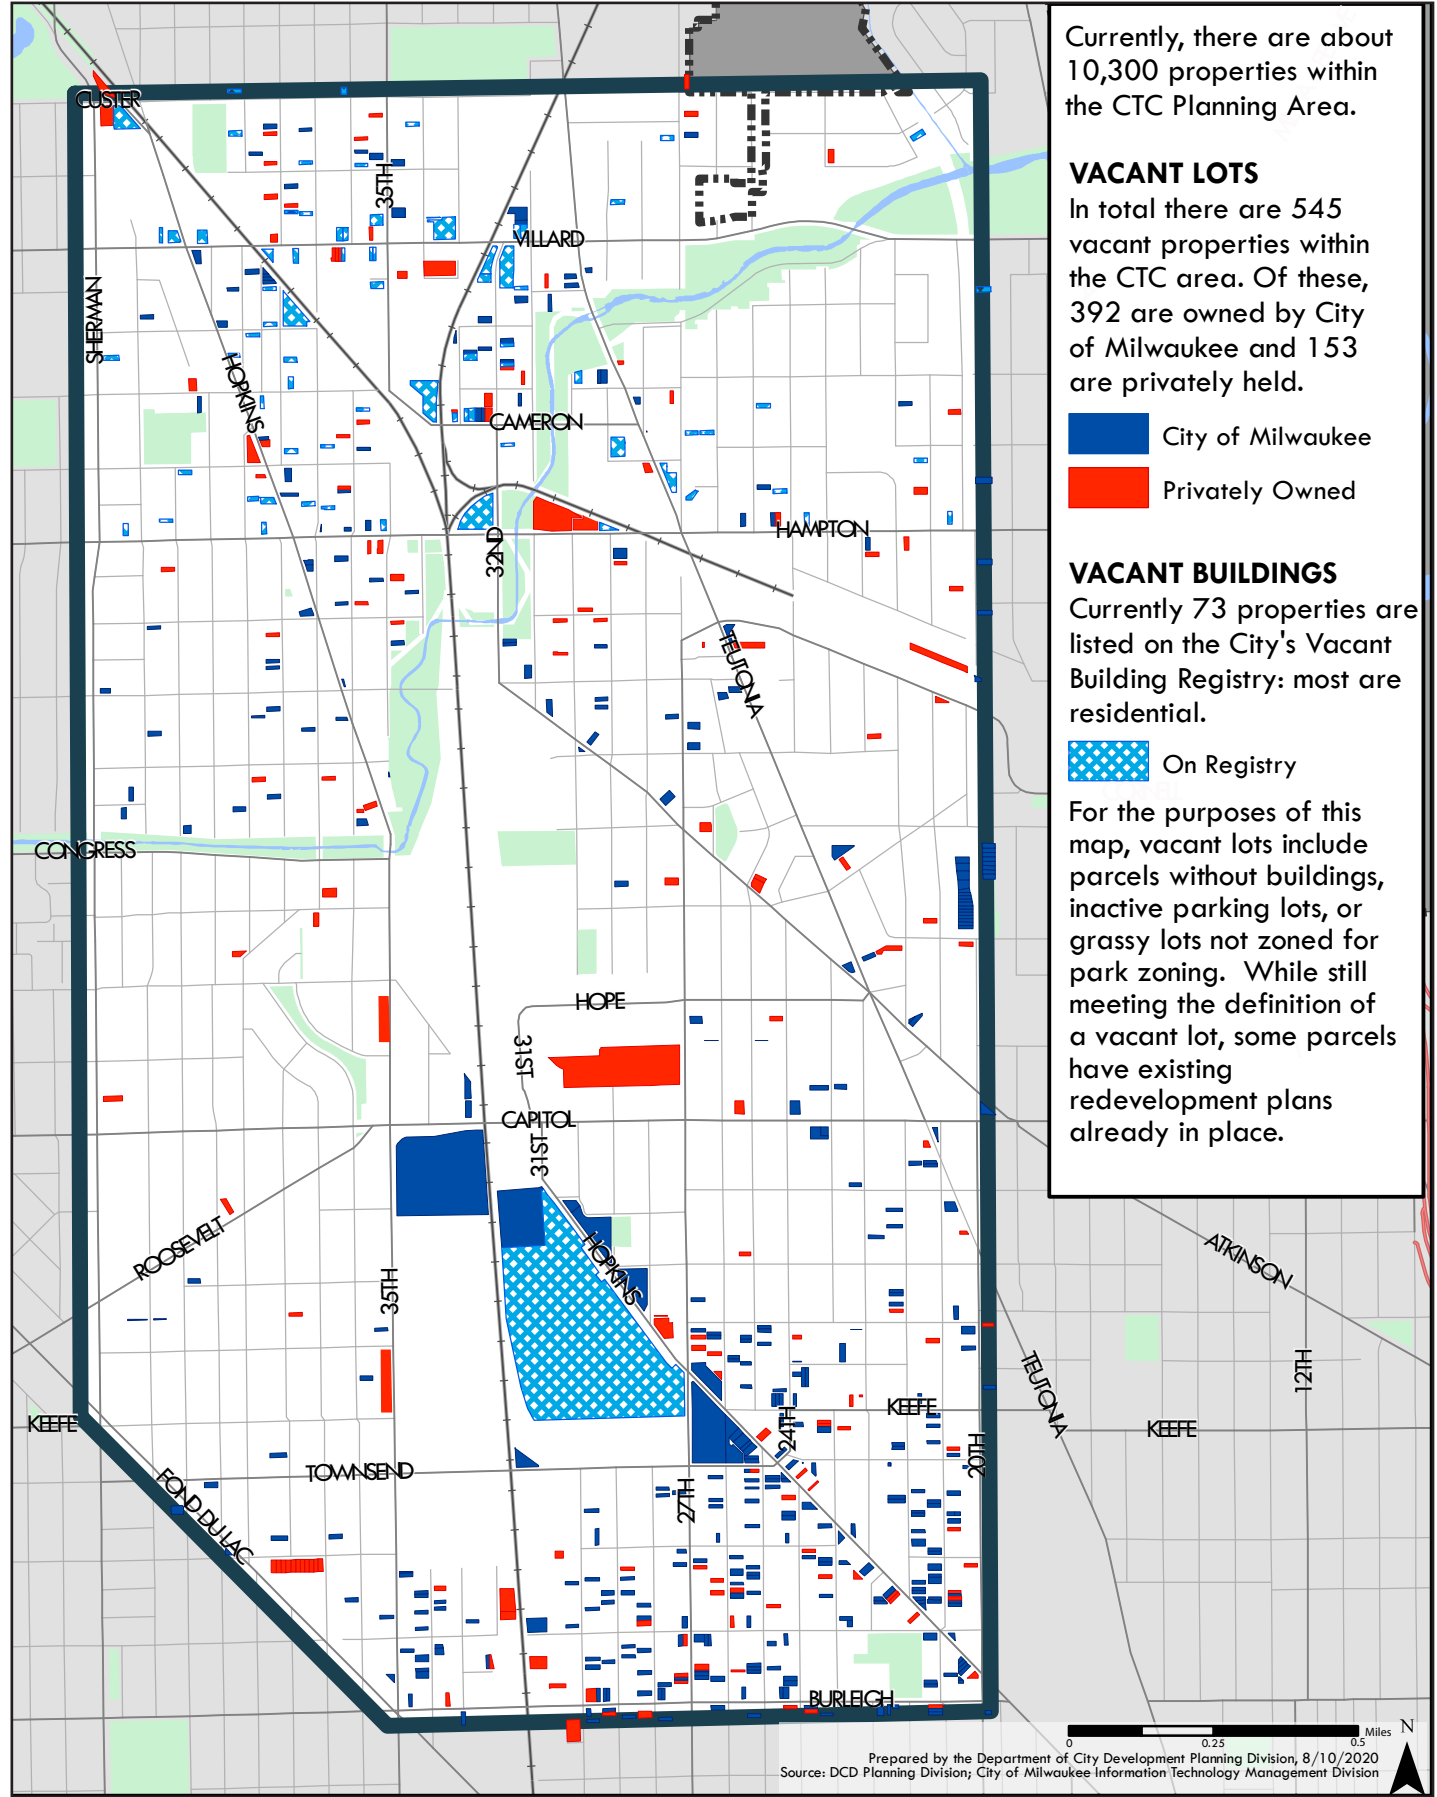 Currently, there are about
10,300 properties within
the CTC Planning Area.
VACANT LOTS
In total there are 545
vacant properties within
the CTC area. Of these,
392 are owned by City
of Milwaukee and 153
are privately held.
City of Milwaukee
Privately Owned
VACANT BUILDINGS
Currently 73 properties are
listed on the City's Vacant
Building Registry: most are
residential.
On Registry
For the purposes of this
map, vacant lots include
parcels without buildings,
inactive parking lots, or
grassy lots not zoned for
park zoning.  While still
meeting the definition of
a vacant lot, some parcels
have existing
redevelopment plans
already in place.
CUSTER
35TH
VILLARD
SHERMAN
HOPKINS
CAMERON
HAMPTON
32ND
TEUTONIA
CONGRESS
HOPE
31ST
CAPITOL
31ST
ROOSEVELT
HOPKINS
35TH
ATKINSON
TEUTONIA
12TH
KEEFE
24TH
KEEFE
KEEFE
20TH
TOWNSEND
27TH
FOND DU LAC
BURLEIGH
0
0.25
0.5
Miles
N
Prepared by the Department of City Development Planning Division, 8/10/2020
Source: DCD Planning Division; City of Milwaukee Information Technology Management Division